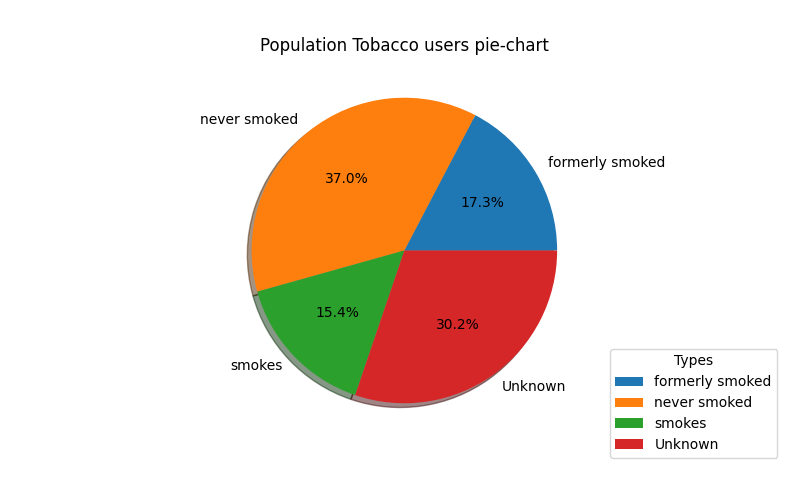 Population Tobacco users pie-chart
never smoked
formerly smoked
37.0%
17.3%
15.4%
30.2%
smokes
Unknown
Types
formerly smoked
never smoked
smokes
Unknown